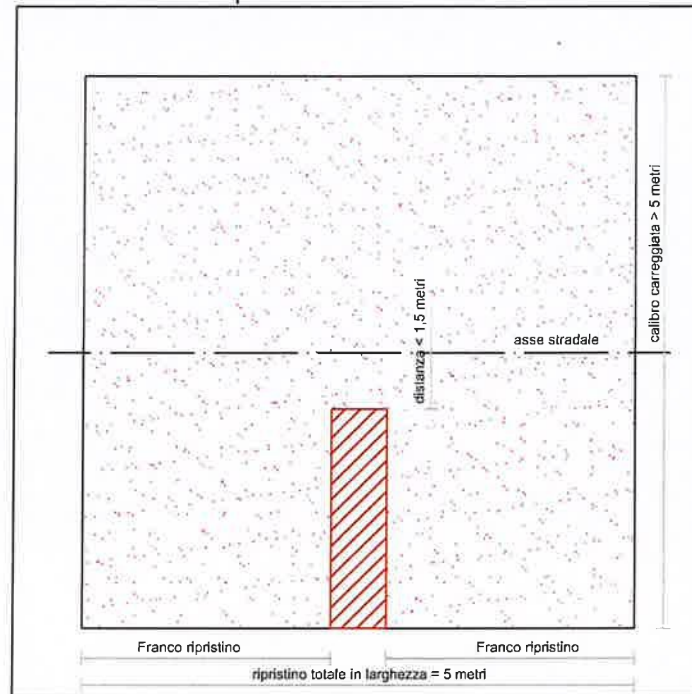 calibro carreggiata > 5 metri
distanza < 1,5 metri
asse stradale
Franco ripristino
Franco ripristino
ripristino totale in larghezza = 5 metri